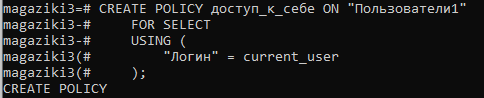 magaziki3=# CREATE POLICY доступ_к_себе ON "Пользователи1"
magaziki3-#     FOR SELECT
magaziki3-#     USING (
magaziki3(#         "Логин" = current_user
magaziki3(#     );
CREATE POLICY